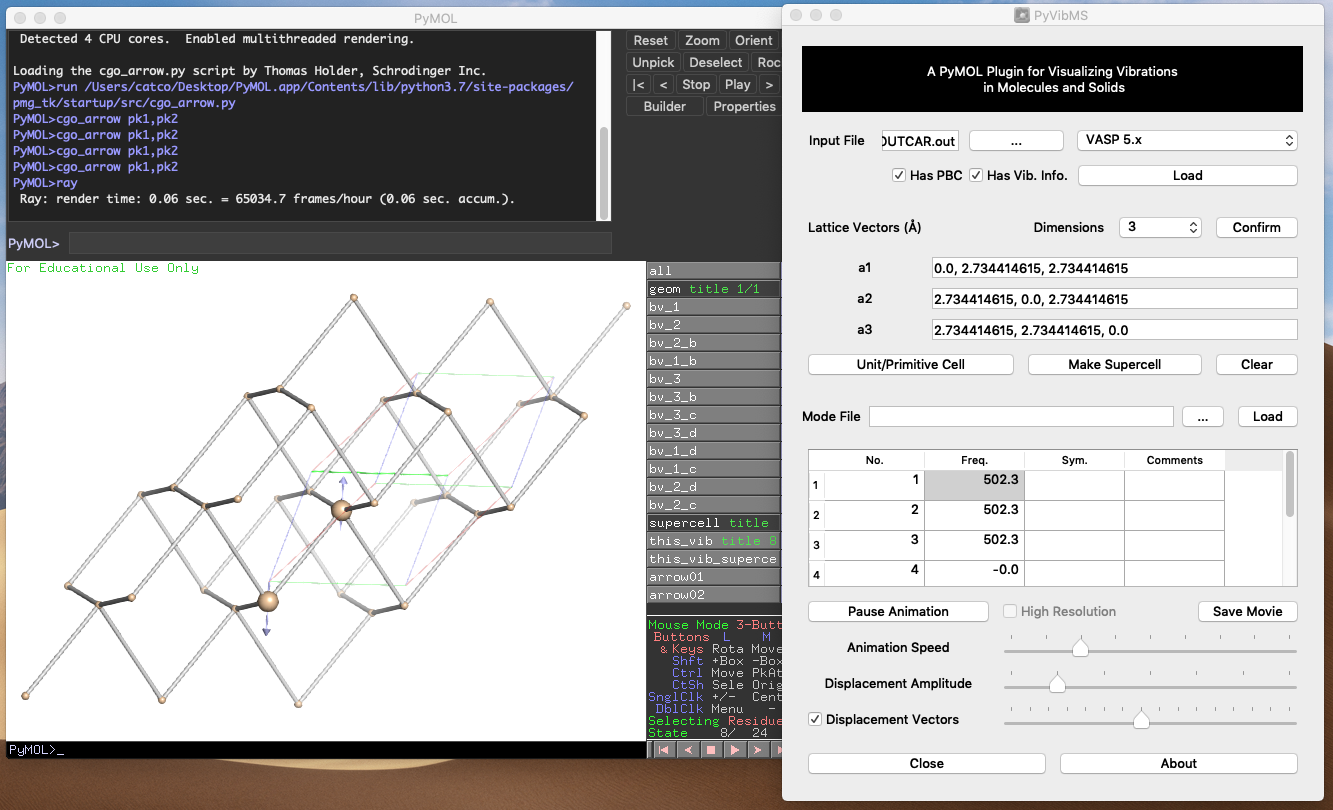 PyMOL
Detected 4 CPU cores.  Enabled multithreaded rendering.
Loading the cgo_arrow.py script by Thomas Holder, Schrodinger Inc.
PyMOL>run /Users/catco/Desktop/PyMOL.app/Contents/lib/python3.7/site-packages/
pmg_tk/startup/src/cgo_arrow.py
PyMOL>cgo_arrow pk1,pk2
PyMOL>cgo_arrow pk1,pk2
PyMOL>cgo_arrow pk1,pk2
PyMOL>cgo_arrow pk1,pk2
PyMOL>ray
Ray: render time: 0.06 sec. = 65034.7 frames/hour (0.06 sec. accum.).
PyMOL>
Reset Zoom Orient
Unpick Deselect Roc
|< < Stop Play >
Builder Properties
For Educational Use Only
all
geom title 1/1
bv_1
bv_2
bv_2_b
bv_1_b
bv_3
bv_3_b
bv_3_c
bv_3_d
bv_1_d
bv_1_c
bv_2_d
bv_2_c
supercell title
this_vib title 8
this_vib_superce
arrow01
arrow02
Mouse Mode 3-Butt
Buttons L M
& Keys Rota Move
Shft +Box -Box
Ctrl Move PkAt
CtSh Sele Orig
SnglClk +/- Cent
DblClk Menu -
Selecting Residue
State 8/ 24
PyMOL>_
PyVibMS
A PyMOL Plugin for Visualizing Vibrations
in Molecules and Solids
Input File OUTCAR.out ... VASP 5.x
Has PBC Has Vib. Info. Load
Lattice Vectors (Å) Dimensions 3 Confirm
a1 0.0, 2.734414615, 2.734414615
a2 2.734414615, 0.0, 2.734414615
a3 2.734414615, 2.734414615, 0.0
Unit/Primitive Cell Make Supercell Clear
Mode File ... Load
No. Freq. Sym. Comments
1 1 502.3
2 2 502.3
3 3 502.3
4 4 -0.0
Pause Animation High Resolution Save Movie
Animation Speed
Displacement Amplitude
Displacement Vectors
Close About